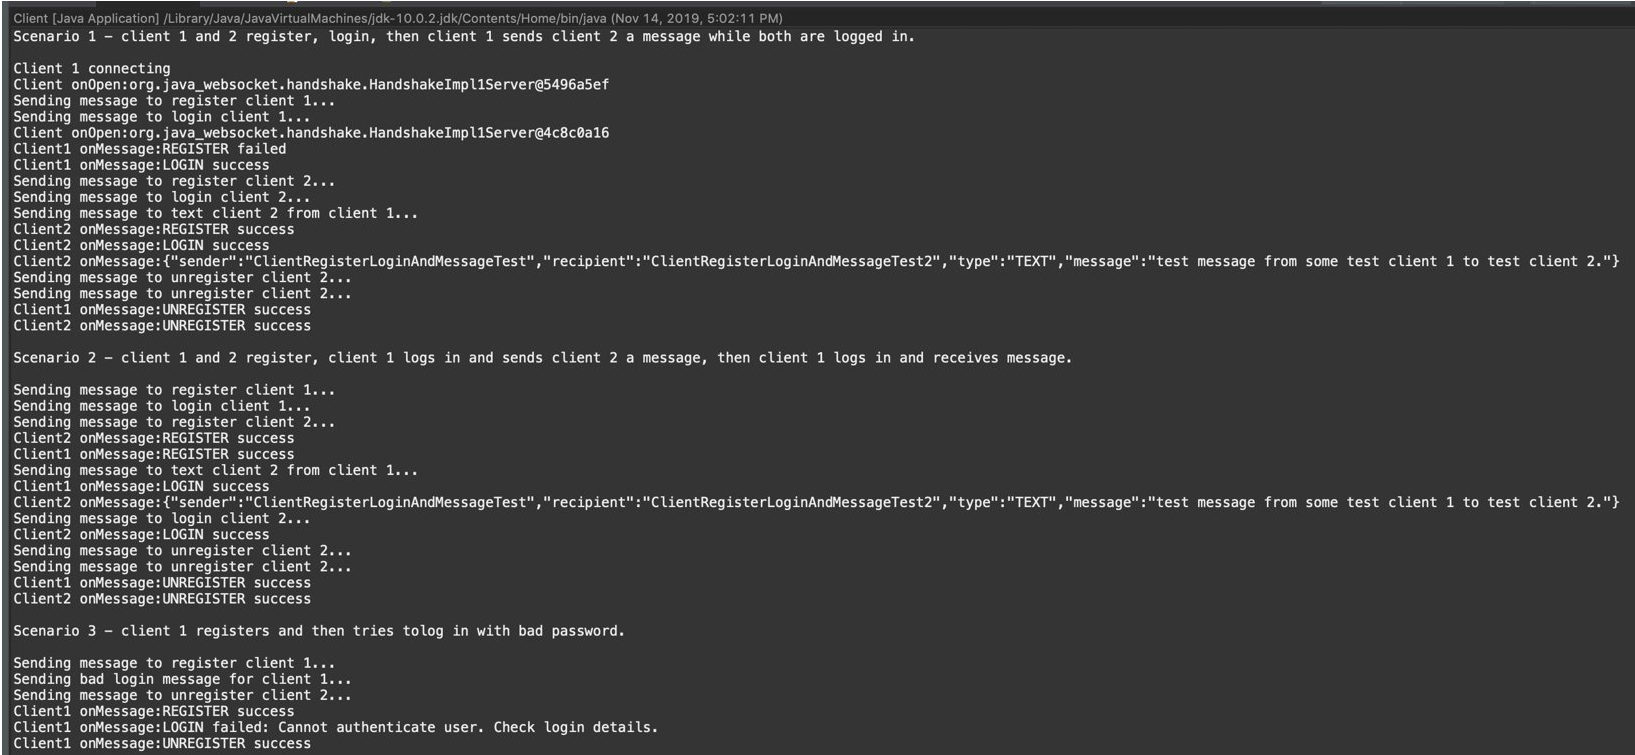 Client [Java Application] /Library/Java/JavaVirtualMachines/jdk-10.0.2.jdk/Contents/Home/bin/java (Nov 14, 2019, 5:02:11 PM)
Scenario 1 – client 1 and 2 register, login, then client 1 sends client 2 a message while both are logged in.
Client 1 connecting
Client onOpen:org.java_websocket.handshake.HandshakeImpl1Server@5496a5ef
Sending message to register client 1...
Sending message to login client 1...
Client onOpen:org.java_websocket.handshake.HandshakeImpl1Server@4c8c0a16
Client1 onMessage:REGISTER failed
Client1 onMessage:LOGIN success
Sending message to register client 2...
Sending message to login client 2...
Sending message to text client 2 from client 1...
Client2 onMessage:REGISTER success
Client2 onMessage:LOGIN success
Client2 onMessage:{"sender":"ClientRegisterLoginAndMessageTest","recipient":"ClientRegisterLoginAndMessageTest2","type":"TEXT","message":"test message from some test client 1 to test client 2."}
Sending message to unregister client 2...
Sending message to unregister client 2...
Client1 onMessage:UNREGISTER success
Client2 onMessage:UNREGISTER success
Scenario 2 – client 1 and 2 register, client 1 logs in and sends client 2 a message, then client 1 logs in and receives message.
Sending message to register client 1...
Sending message to login client 1...
Sending message to register client 2...
Client2 onMessage:REGISTER success
Client1 onMessage:REGISTER success
Sending message to text client 2 from client 1...
Client1 onMessage:LOGIN success
Client2 onMessage:{"sender":"ClientRegisterLoginAndMessageTest","recipient":"ClientRegisterLoginAndMessageTest2","type":"TEXT","message":"test message from some test client 1 to test client 2."}
Sending message to login client 2...
Client2 onMessage:LOGIN success
Sending message to unregister client 2...
Sending message to unregister client 2...
Client1 onMessage:UNREGISTER success
Client2 onMessage:UNREGISTER success
Scenario 3 – client 1 registers and then tries tolog in with bad password.
Sending message to register client 1...
Sending bad login message for client 1...
Sending message to unregister client 2...
Client1 onMessage:REGISTER success
Client1 onMessage:LOGIN failed: Cannot authenticate user. Check login details.
Client1 onMessage:UNREGISTER success